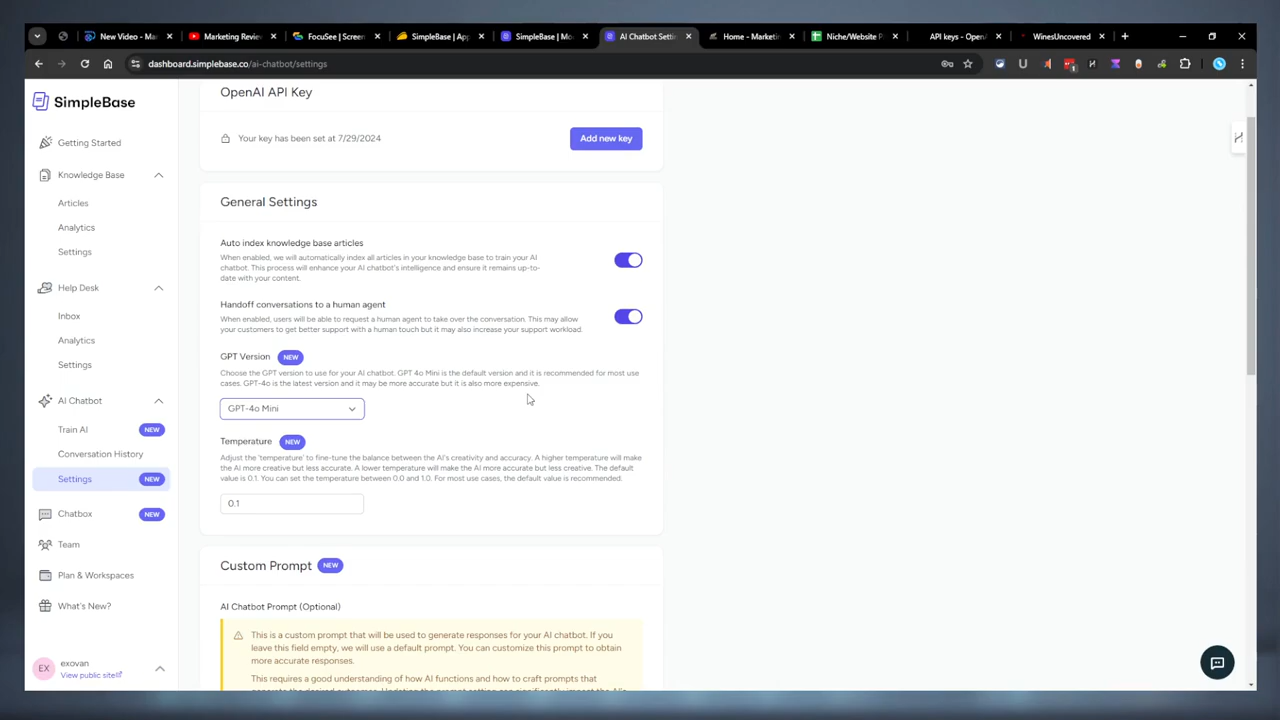 New Video - Ma
Marketing Revie
FocuSee | Screen
SimpleBase | App
SimpleBase | Mo
AI Chatbot Setti
Home - Marketin
Niche/Website P
API keys - OpenA
WinesUncovered
dashboard.simplebase.co/ai-chatbot/settings
SimpleBase
Getting Started
Knowledge Base
Articles
Analytics
Settings
Help Desk
Inbox
Analytics
Settings
AI Chatbot
Train AI NEW
Conversation History
Settings NEW
Chatbox NEW
Team
Plan & Workspaces
What's New?
EX
exovan
View public site
OpenAI API Key
Your key has been set at 7/29/2024
Add new key
General Settings
Auto index knowledge base articles
When enabled, we will automatically index all articles in your knowledge base to train your AI
chatbot. This process will enhance your AI chatbot's intelligence and ensure it remains up-to-
date with your content.
Handoff conversations to a human agent
When enabled, users will be able to request a human agent to take over the conversation. This may allow
your customers to get better support with a human touch but it may also increase your support workload.
GPT Version NEW
Choose the GPT version to use for your AI chatbot. GPT 4o Mini is the default version and it is recommended for most use
cases. GPT-4o is the latest version and it may be more accurate but it is also more expensive.
GPT-4o Mini
Temperature NEW
Adjust the 'temperature' to fine-tune the balance between the AI's creativity and accuracy. A higher temperature will make
the AI more creative but less accurate. A lower temperature will make the AI more accurate but less creative. The default
value is 0.1. You can set the temperature between 0.0 and 1.0. For most use cases, the default value is recommended.
0.1
Custom Prompt NEW
AI Chatbot Prompt (Optional)
This is a custom prompt that will be used to generate responses for your AI chatbot. If you
leave this field empty, we will use a default prompt. You can customize this prompt to obtain
more accurate responses.
This requires a good understanding of how AI functions and how to craft prompts that